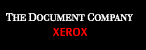 THE DOCUMENT COMPANY
XEROX